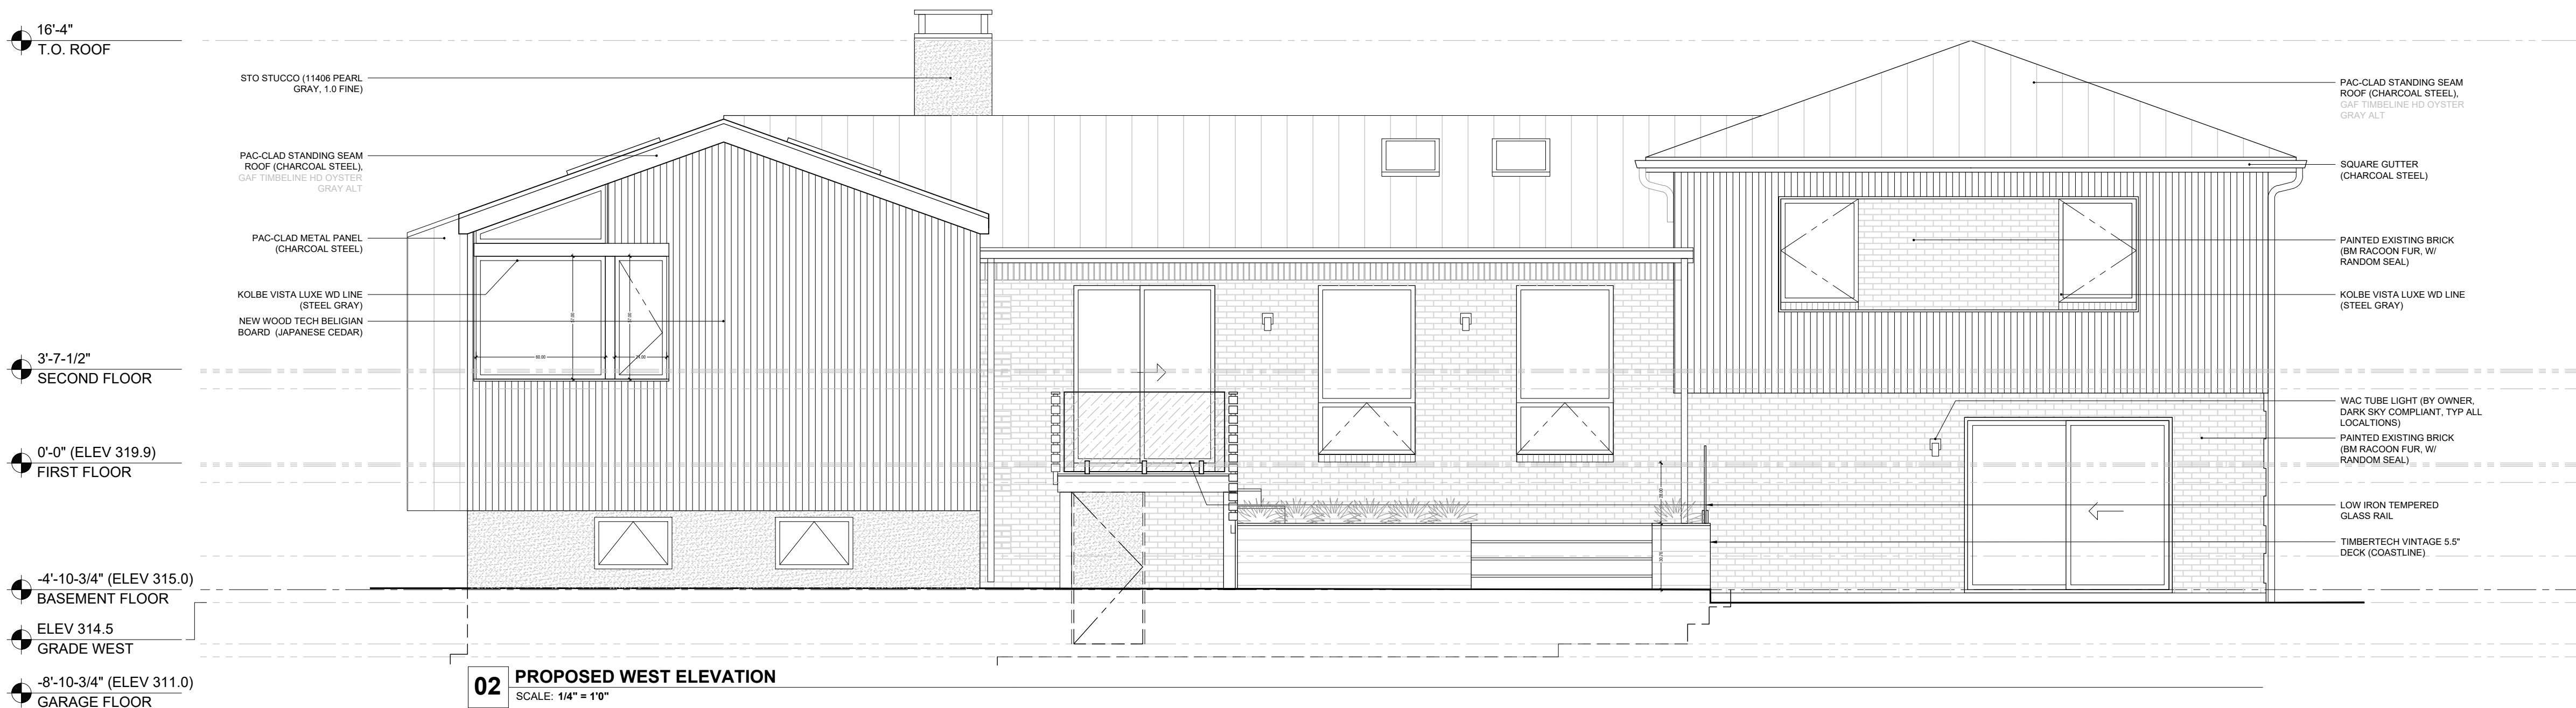 16'-4"
T.O. ROOF
STO STUCCO (11406 PEARL
GRAY, 1.0 FINE)
PAC-CLAD STANDING SEAM
ROOF (CHARCOAL STEEL),
GAF TIMBELINE HD OYSTER
GRAY ALT
PAC-CLAD METAL PANEL
(CHARCOAL STEEL)
KOLBE VISTA LUXE WD LINE
(STEEL GRAY)
NEW WOOD TECH BELIGIAN
BOARD (JAPANESE CEDAR)
3'-7-1/2"
SECOND FLOOR
0'-0" (ELEV 319.9)
FIRST FLOOR
-4'-10-3/4" (ELEV 315.0)
BASEMENT FLOOR
ELEV 314.5
GRADE WEST
-8'-10-3/4" (ELEV 311.0)
GARAGE FLOOR
PAC-CLAD STANDING SEAM
ROOF (CHARCOAL STEEL),
GAF TIMBELINE HD OYSTER
GRAY ALT
SQUARE GUTTER
(CHARCOAL STEEL)
PAINTED EXISTING BRICK
(BM RACOON FUR, W/
RANDOM SEAL)
KOLBE VISTA LUXE WD LINE
(STEEL GRAY)
WAC TUBE LIGHT (BY OWNER,
DARK SKY COMPLIANT, TYP ALL
LOCALTIONS)
PAINTED EXISTING BRICK
(BM RACOON FUR, W/
RANDOM SEAL)
LOW IRON TEMPERED
GLASS RAIL
TIMBERTECH VINTAGE 5.5"
DECK (COASTLINE)
02
PROPOSED WEST ELEVATION
SCALE: 1/4" = 1'0"